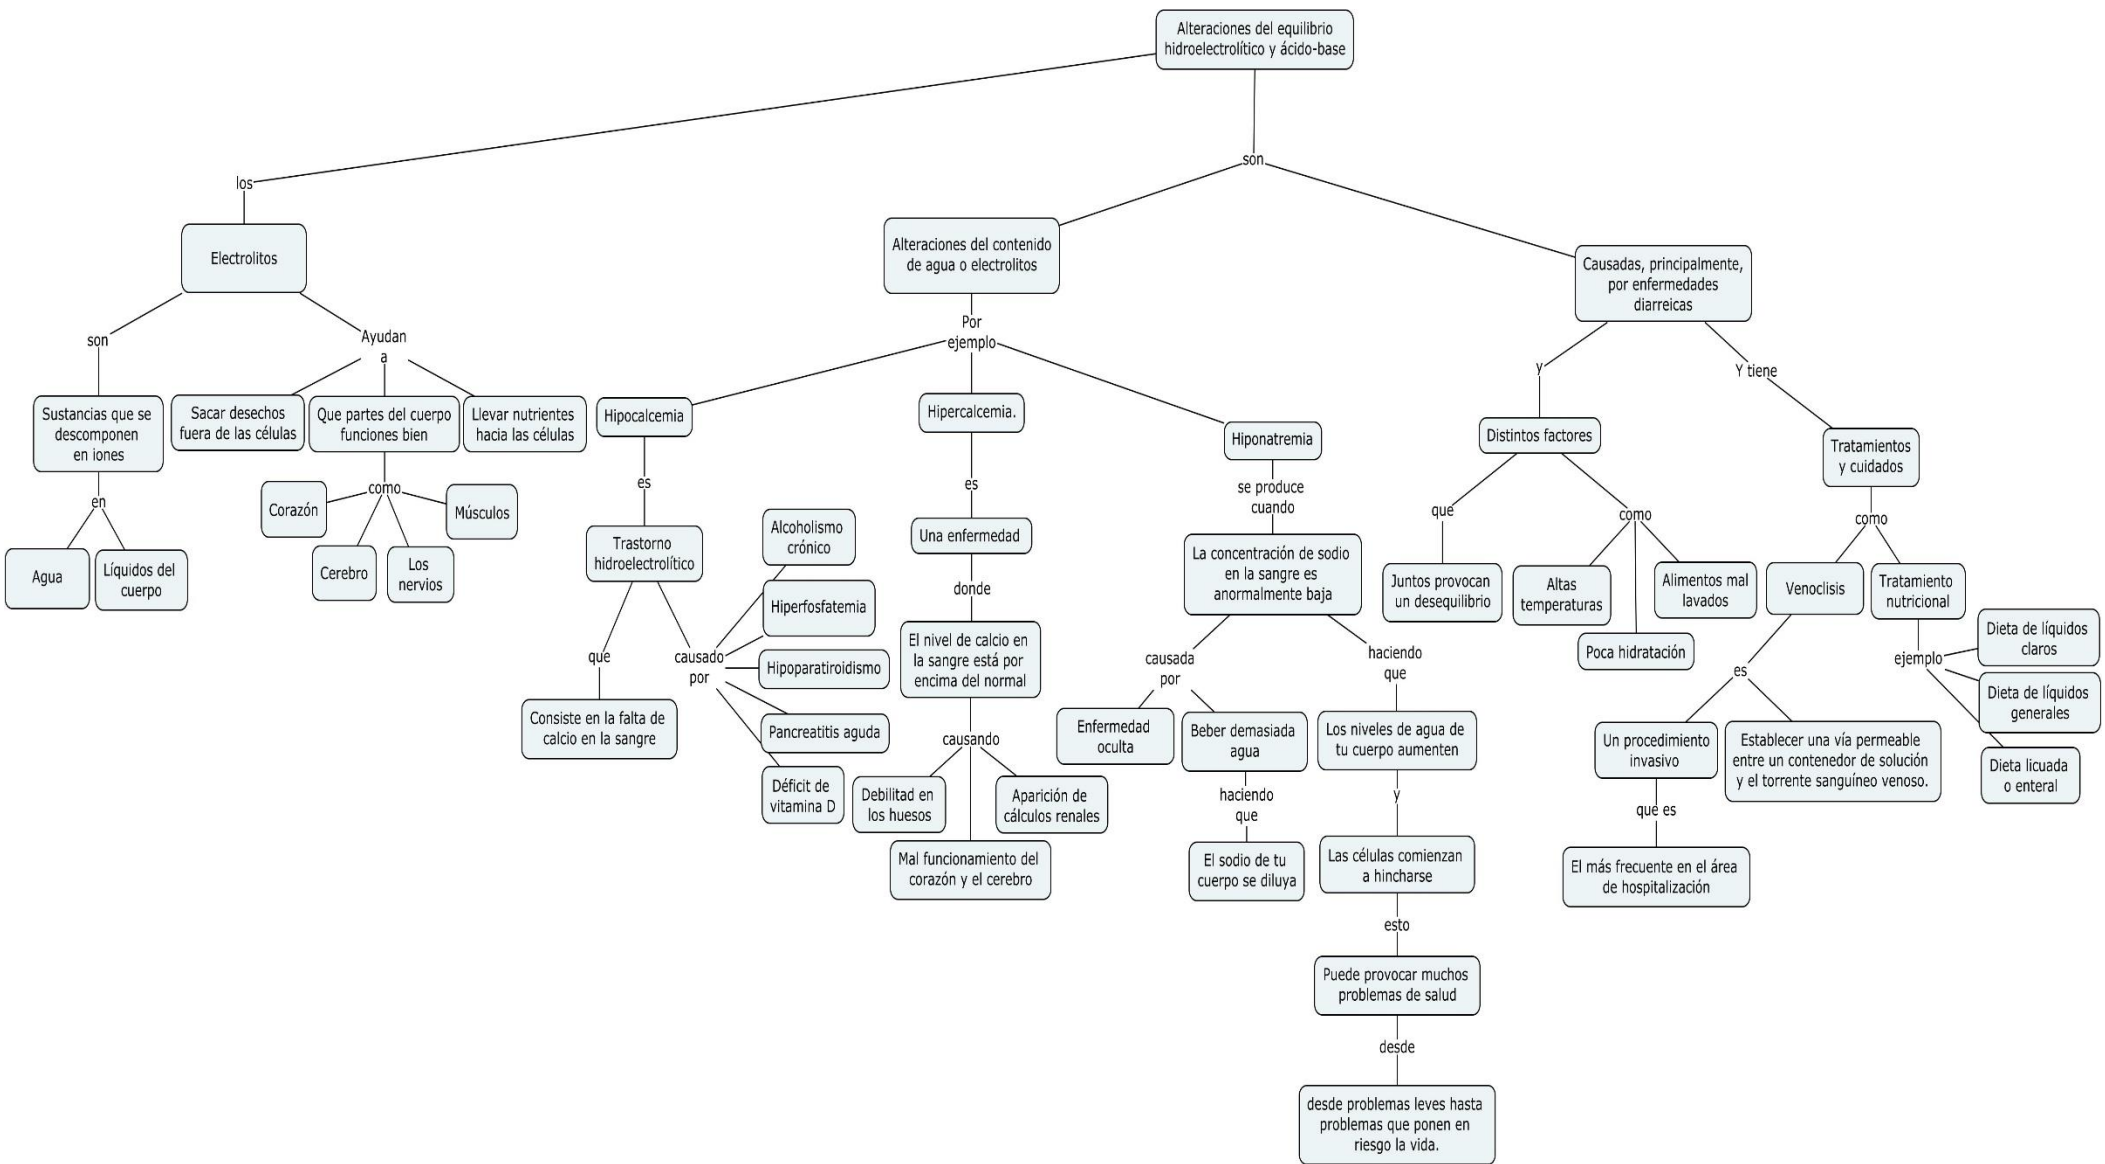 Alteraciones del equilibrio
hidroelectrolítico y ácido-base
los
son
Electrolitos
Alteraciones del contenido
de agua o electrolitos
Causadas, principalmente,
por enfermedades
diarreicas
son
Ayudan
a
Sustancias que se
descomponen
en iones
en
Agua
Líquidos del
cuerpo
Sacar desechos
fuera de las células
Que partes del cuerpo
funciones bien
Llevar nutrientes
hacia las células
como
Corazón
Cerebro
Los
nervios
Músculos
Por
ejemplo
Hipocalcemia
es
Trastorno
hidroelectrolítico
que
Consiste en la falta de
calcio en la sangre
causado
por
Alcoholismo
crónico
Hiperfosfatemia
Hipoparatiroidismo
Pancreatitis aguda
Déficit de
vitamina D
Hipercalcemia.
es
Una enfermedad
donde
El nivel de calcio en
la sangre está por
encima del normal
causando
Debilitad en
los huesos
Mal funcionamiento del
corazón y el cerebro
Aparición de
cálculos renales
Hiponatremia
se produce
cuando
La concentración de sodio
en la sangre es
anormalmente baja
causada
por
Enfermedad
oculta
Beber demasiada
agua
haciendo
que
El sodio de tu
cuerpo se diluya
haciendo
que
Los niveles de agua de
tu cuerpo aumenten
y
Las células comienzan
a hincharse
esto
Puede provocar muchos
problemas de salud
desde
desde problemas leves hasta
problemas que ponen en
riesgo la vida.
y
Distintos factores
que
Juntos provocan
un desequilibrio
como
Altas
temperaturas
Poca hidratación
Alimentos mal
lavados
Y tiene
Tratamientos
y cuidados
como
Venoclisis
es
Un procedimiento
invasivo
que es
El más frecuente en el área
de hospitalización
Establecer una vía permeable
entre un contenedor de solución
y el torrente sanguíneo venoso.
Tratamiento
nutricional
ejemplo
Dieta de líquidos
claros
Dieta de líquidos
generales
Dieta licuada
o enteral